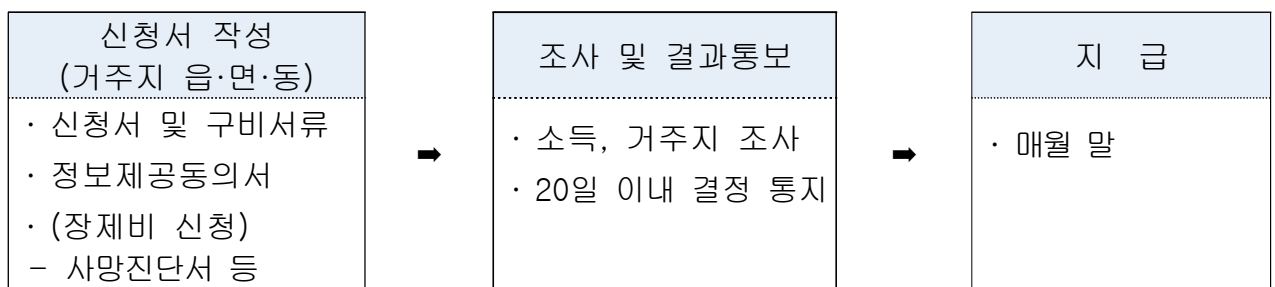 신청서 작성
(거주지 읍·면·동)
· 신청서 및 구비서류
· 정보제공동의서
· (장제비 신청)
- 사망진단서 등
➡
조사 및 결과통보
· 소득, 거주지 조사
· 20일 이내 결정 통지
➡
지 급
· 매월 말